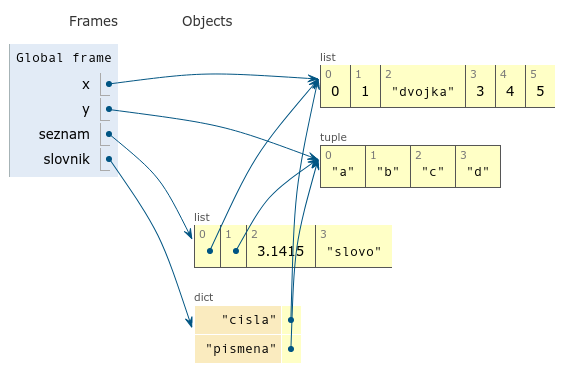 Frames Objects
Global frame
x
y
seznam
slovnik
list
0 1 2 3 4 5
0 1 "dvojka" 3 4 5
tuple
0 1 2 3
"a" "b" "c" "d"
list
0 1 2 3
3.1415 "slovo"
dict
"cisla"
"pismena"